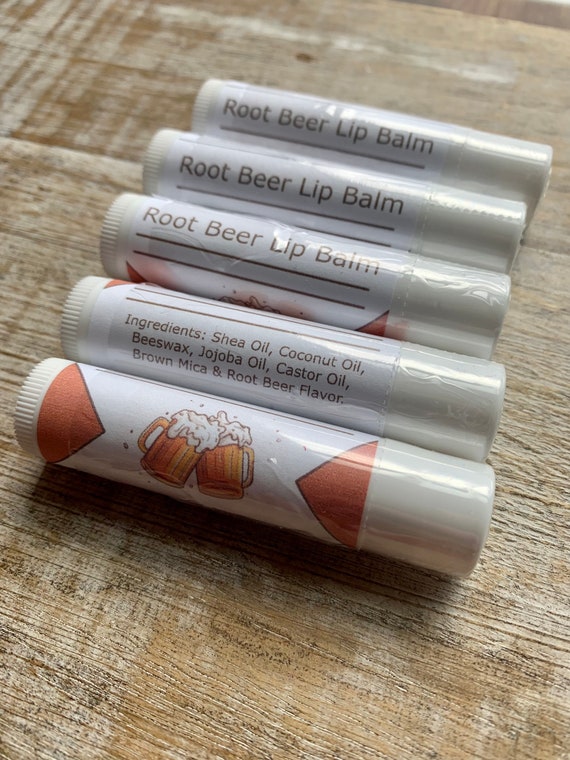 Root Beer Lip Balm
Root Beer Lip Balm
Root Beer Lip Balm
Ingredients: Shea Oil, Coconut Oil,
Beeswax, Jojoba Oil, Castor Oil,
Brown Mica & Root Beer Flavor.